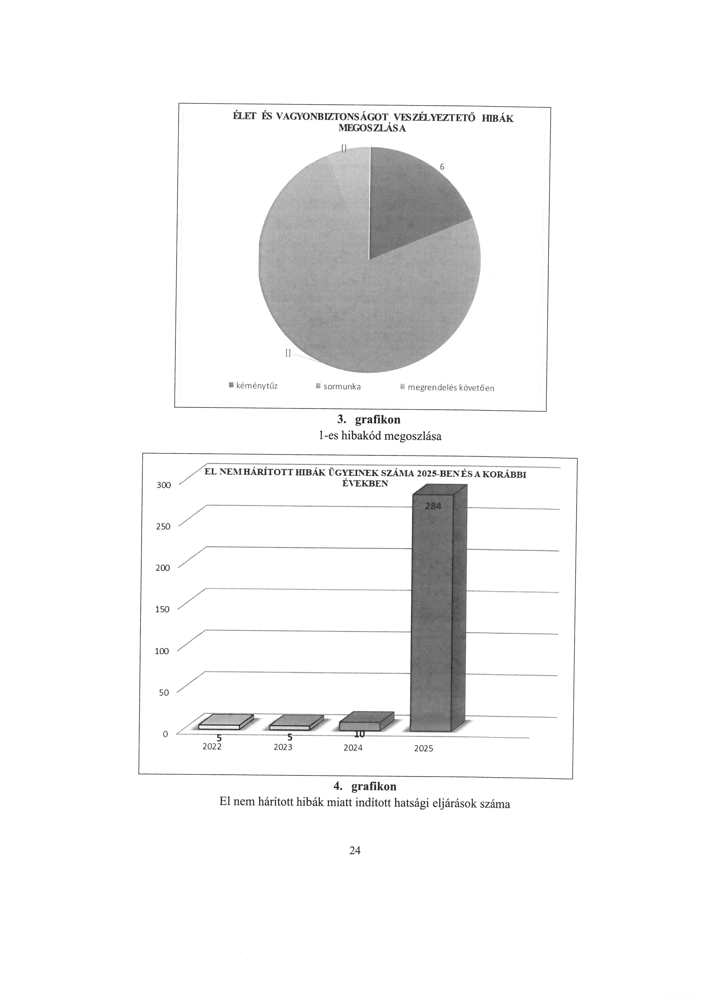 ÉLET ÉS VAGYONBIZTONSÁGOT VESZÉLYEZTETŐ HIBÁK
MEGOSZLÁSA
[]
6
[]
kéménytűz sormunka megrendelés követően
3. grafikon
1-es hibakód megoszlása
EL NEM HÁRÍTOTT HIBÁK ÜGYEINEK SZÁMA 2025-BEN ÉS A KORÁBBI
ÉVEKBEN
300
284
250
200
150
100
50
0
5 5 10
2022 2023 2024 2025
4. grafikon
El nem hárított hibák miatt indított hatsági eljárások száma
24